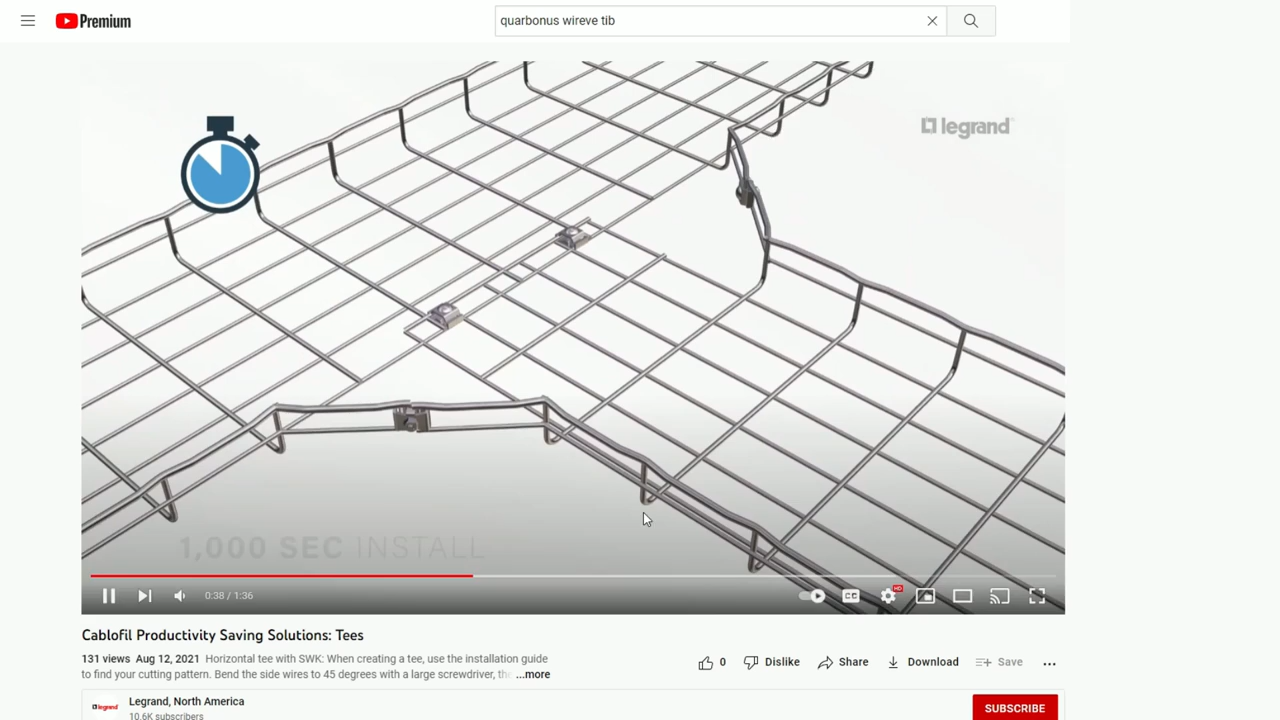 Premium
quarbonus wireve tib
legrand
1,000 SEC INSTALL
0:38 / 1:36
CC
HD
Cablofil Productivity Saving Solutions: Tees
131 views Aug 12, 2021 Horizontal tee with SWK: When creating a tee, use the installation guide
to find your cutting pattern. Bend the side wires to 45 degrees with a large screwdriver, ...more
0 Dislike Share Download Save
legrand
Legrand, North America
10.6K subscribers
SUBSCRIBE